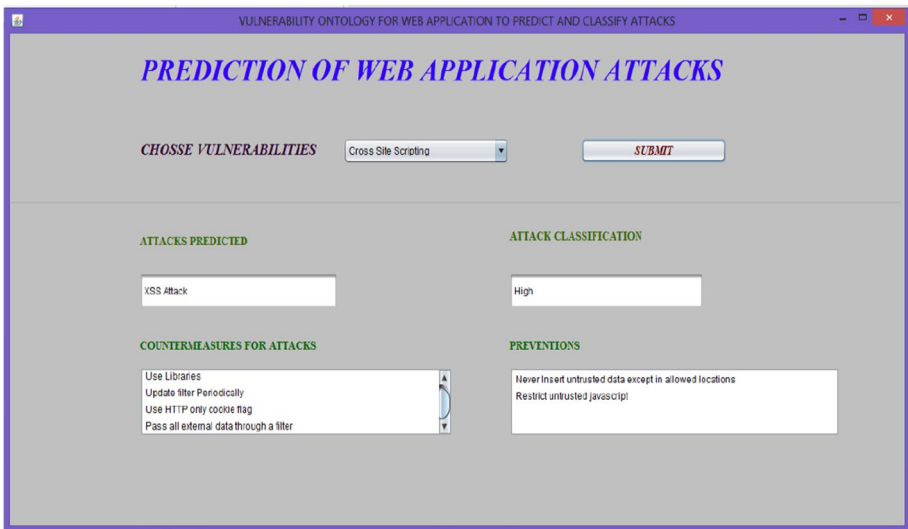 VULNERABILITY ONTOLOGY FOR WEB APPLICATION TO PREDICT AND CLASSIFY ATTACKS
PREDICTION OF WEB APPLICATION ATTACKS
CHOSSE VULNERABILITIES
Cross Site Scripting
SUBMIT
ATTACKS PREDICTED
ATTACK CLASSIFICATION
XSS Attack
High
COUNTERMEASURES FOR ATTACKS
PREVENTIONS
Use Libraries
Update filter Periodically
Use HTTP only cookie flag
Pass all external data through a filter
Never Insert untrusted data except in allowed locations
Restrict untrusted javascript